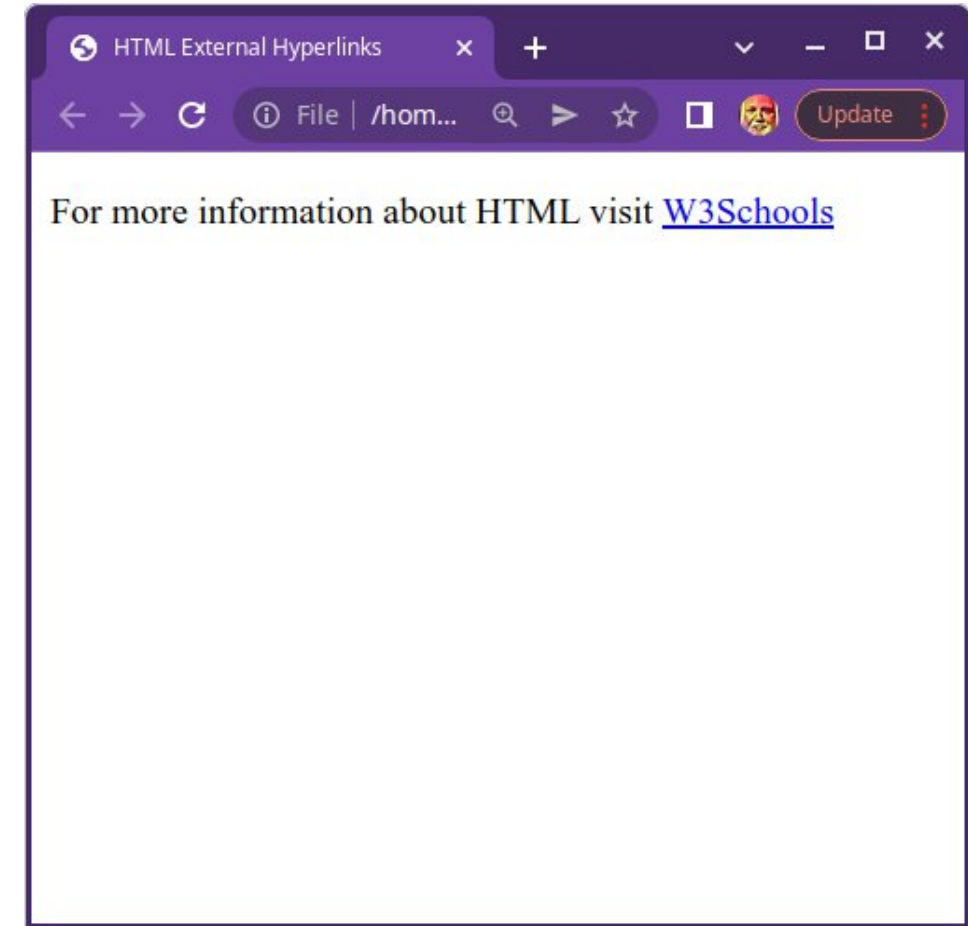 HTML External Hyperlinks
File /hom... Update
For more information about HTML visit W3Schools